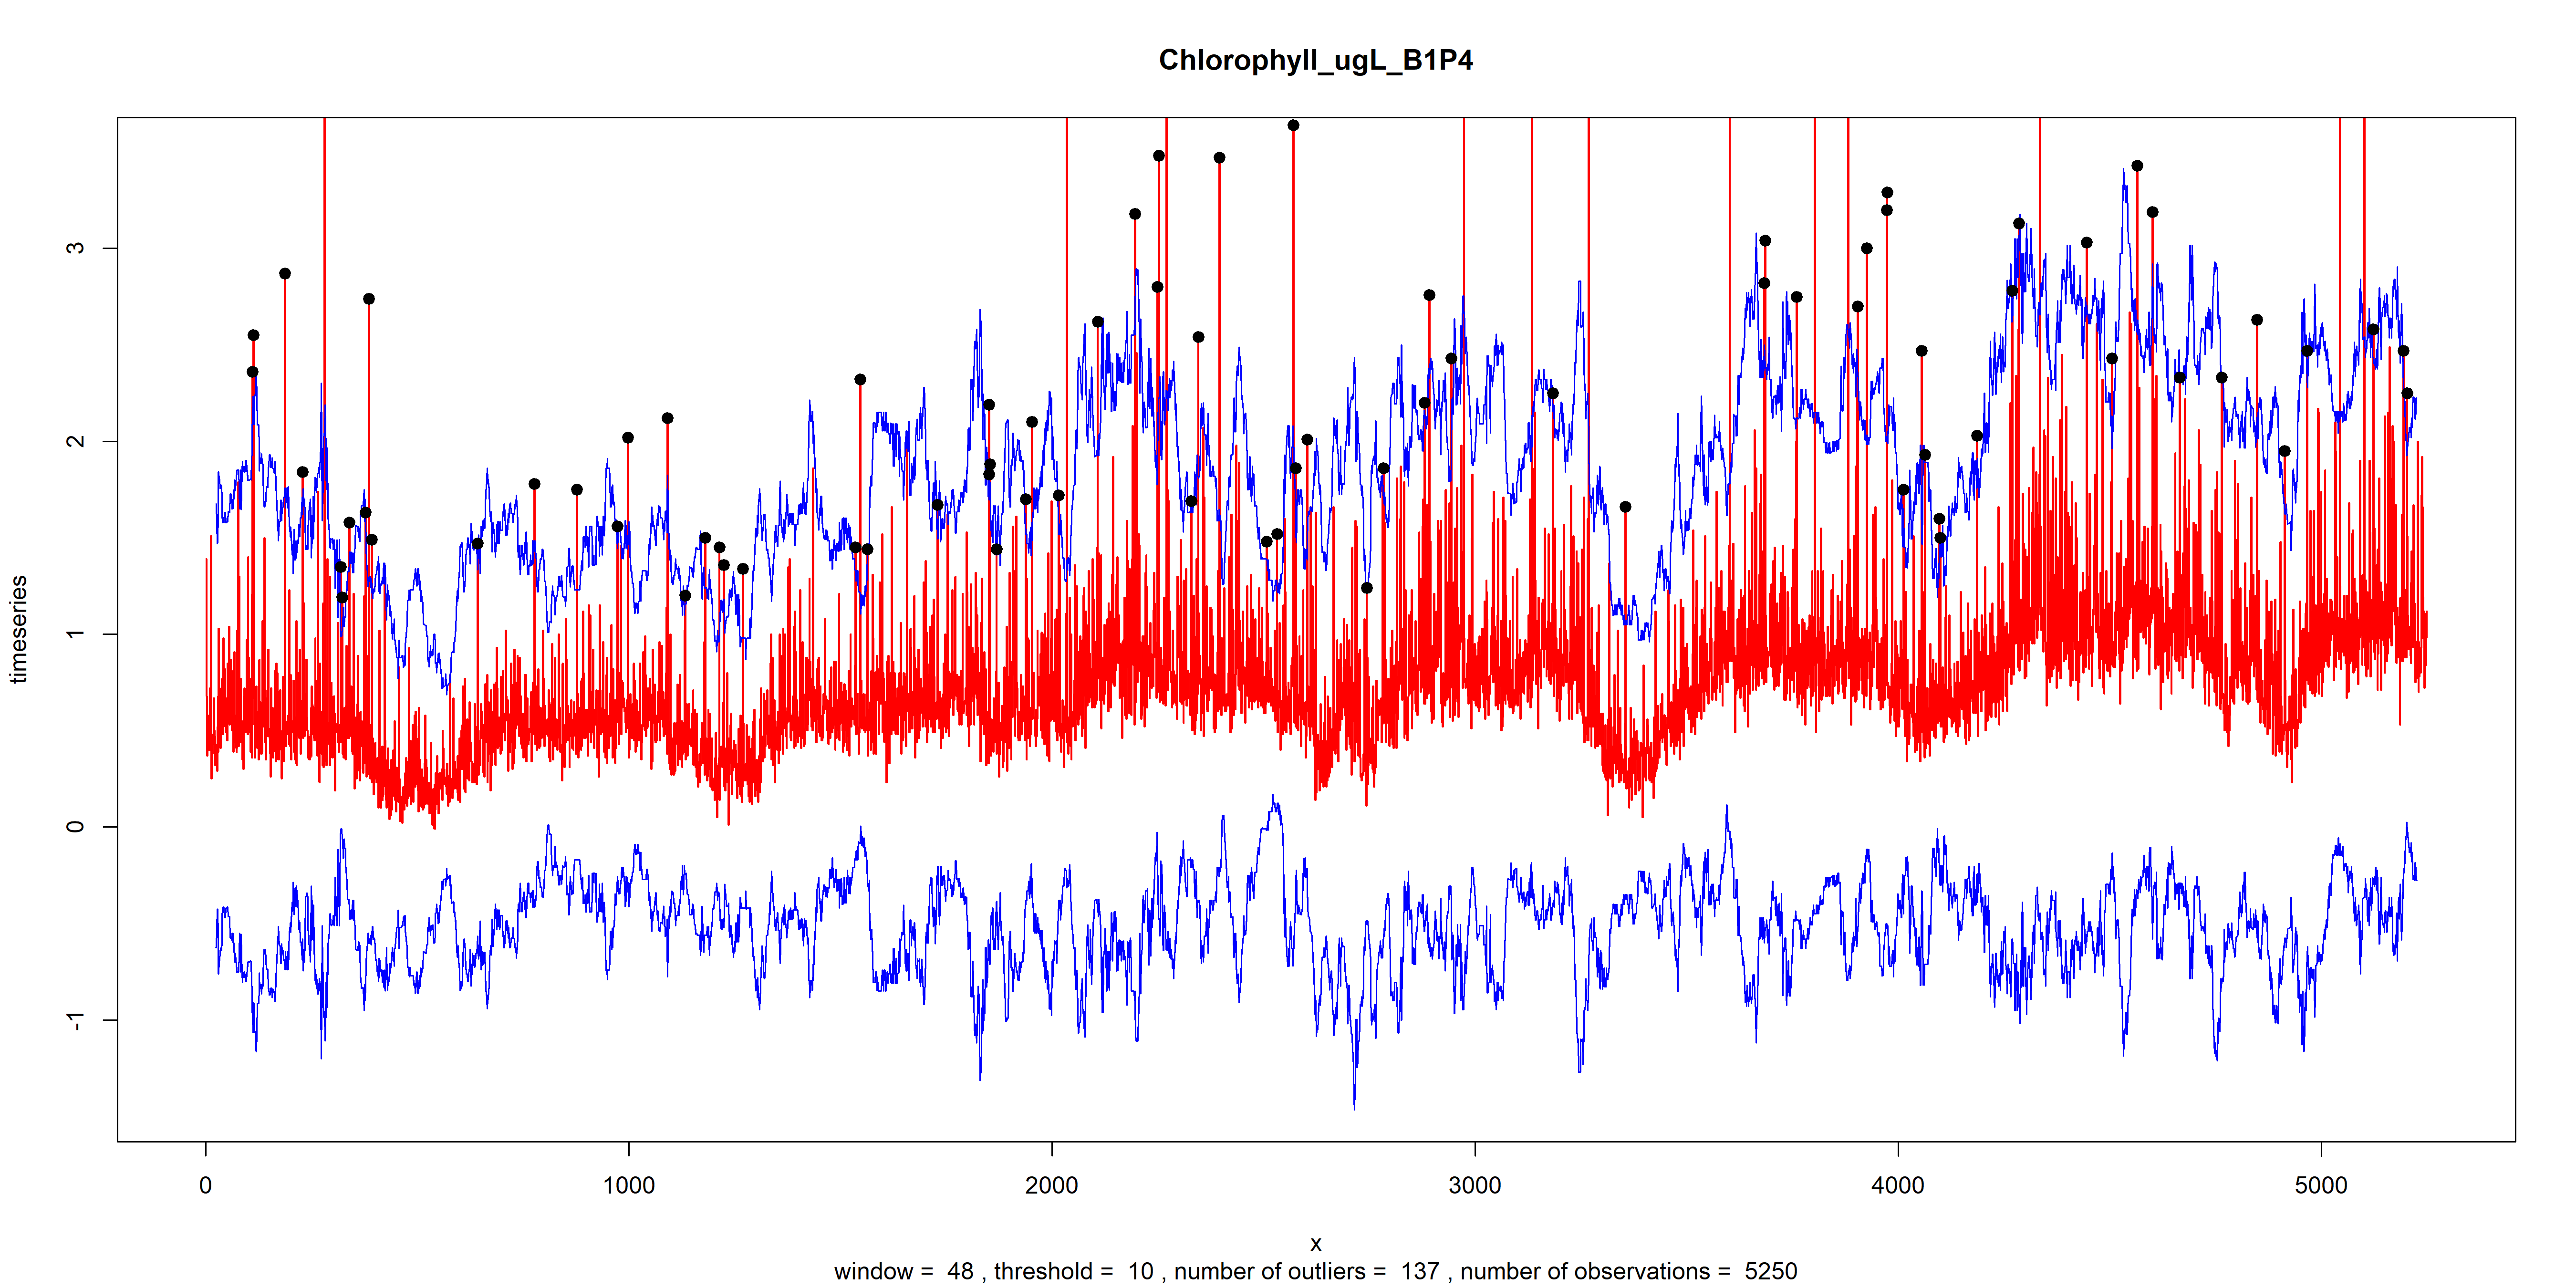 Chlorophyll_ugL_B1P4
timeseries
3
2
1
0
-1
0 1000 2000 3000 4000 5000
x
window = 48 , threshold = 10 , number of outliers = 137 , number of observations = 5250